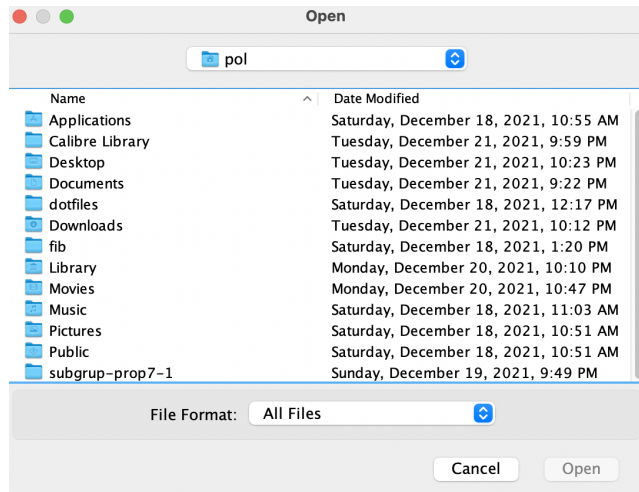 Open
pol
Name Date Modified
Applications Saturday, December 18, 2021, 10:55 AM
Calibre Library Tuesday, December 21, 2021, 9:59 PM
Desktop Tuesday, December 21, 2021, 10:23 PM
Documents Tuesday, December 21, 2021, 9:22 PM
dotfiles Saturday, December 18, 2021, 12:17 PM
Downloads Tuesday, December 21, 2021, 10:12 PM
fib Saturday, December 18, 2021, 1:20 PM
Library Monday, December 20, 2021, 10:10 PM
Movies Monday, December 20, 2021, 10:47 PM
Music Saturday, December 18, 2021, 11:03 AM
Pictures Saturday, December 18, 2021, 10:51 AM
Public Saturday, December 18, 2021, 10:51 AM
subgrup-prop7-1 Sunday, December 19, 2021, 9:49 PM
File Format: All Files
Cancel Open